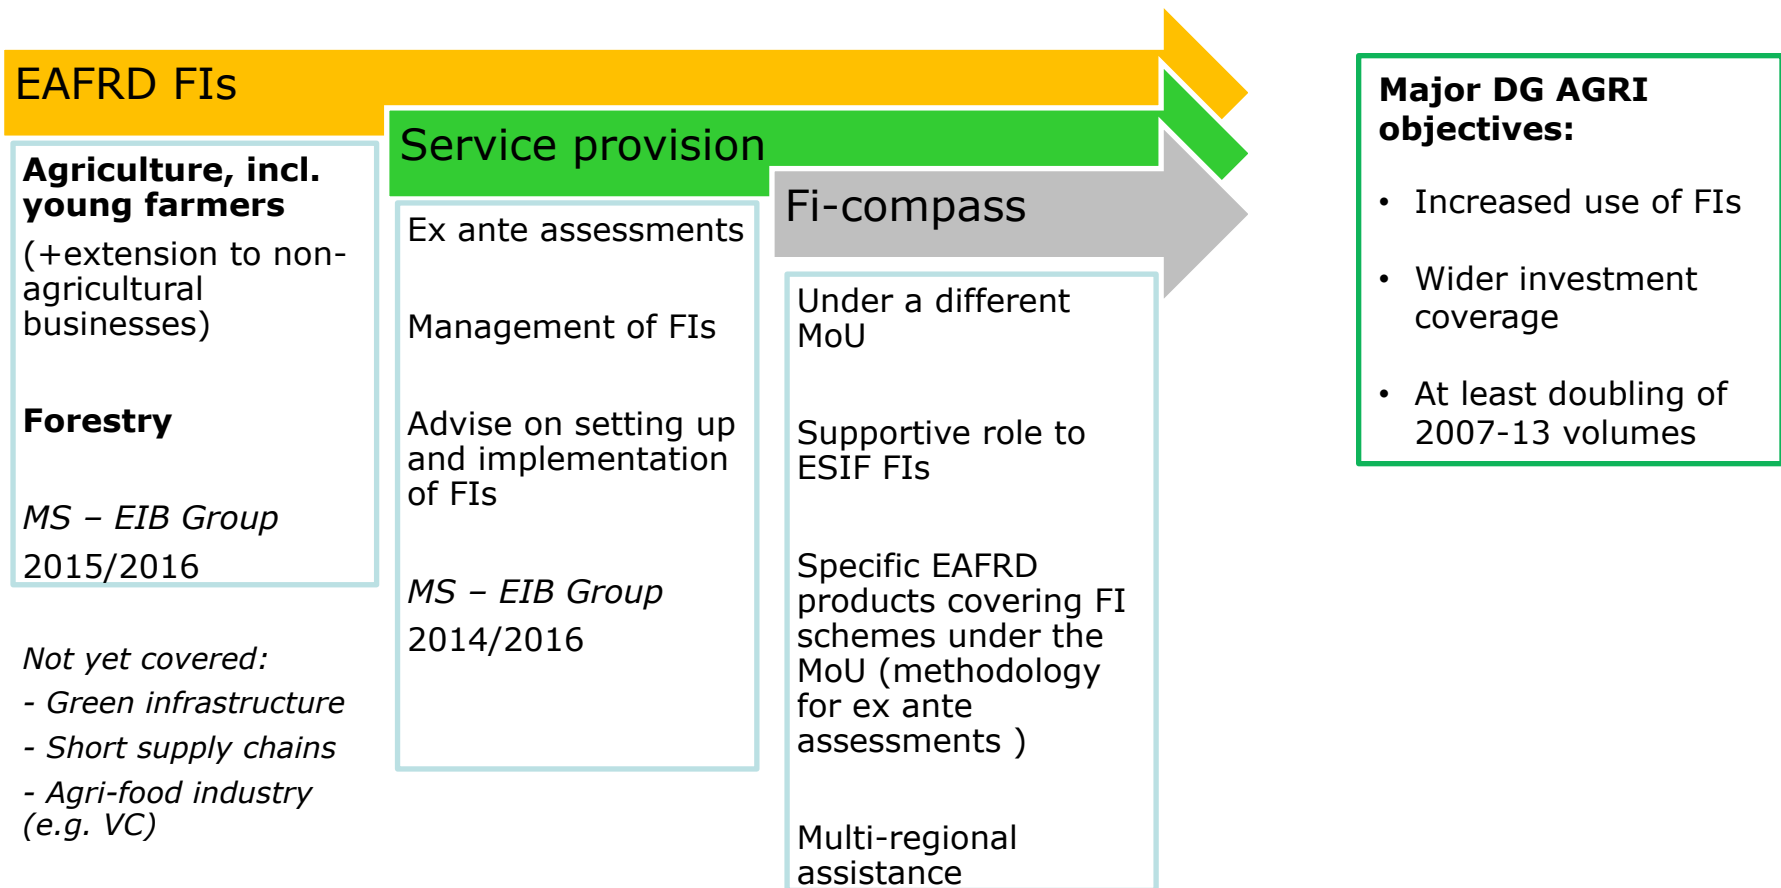 EAFRD FIs
Agriculture, incl.
young farmers
(+extension to non-
agricultural
businesses)
Forestry
MS – EIB Group
2015/2016
Not yet covered:
- Green infrastructure
- Short supply chains
- Agri-food industry
(e.g. VC)
Service provision
Ex ante assessments
Management of FIs
Advise on setting up
and implementation
of FIs
MS – EIB Group
2014/2016
Fi-compass
Under a different
MoU
Supportive role to
ESIF FIs
Specific EAFRD
products covering FI
schemes under the
MoU (methodology
for ex ante
assessments )
Multi-regional
assistance
Major DG AGRI
objectives:
• Increased use of FIs
• Wider investment
coverage
• At least doubling of
2007-13 volumes